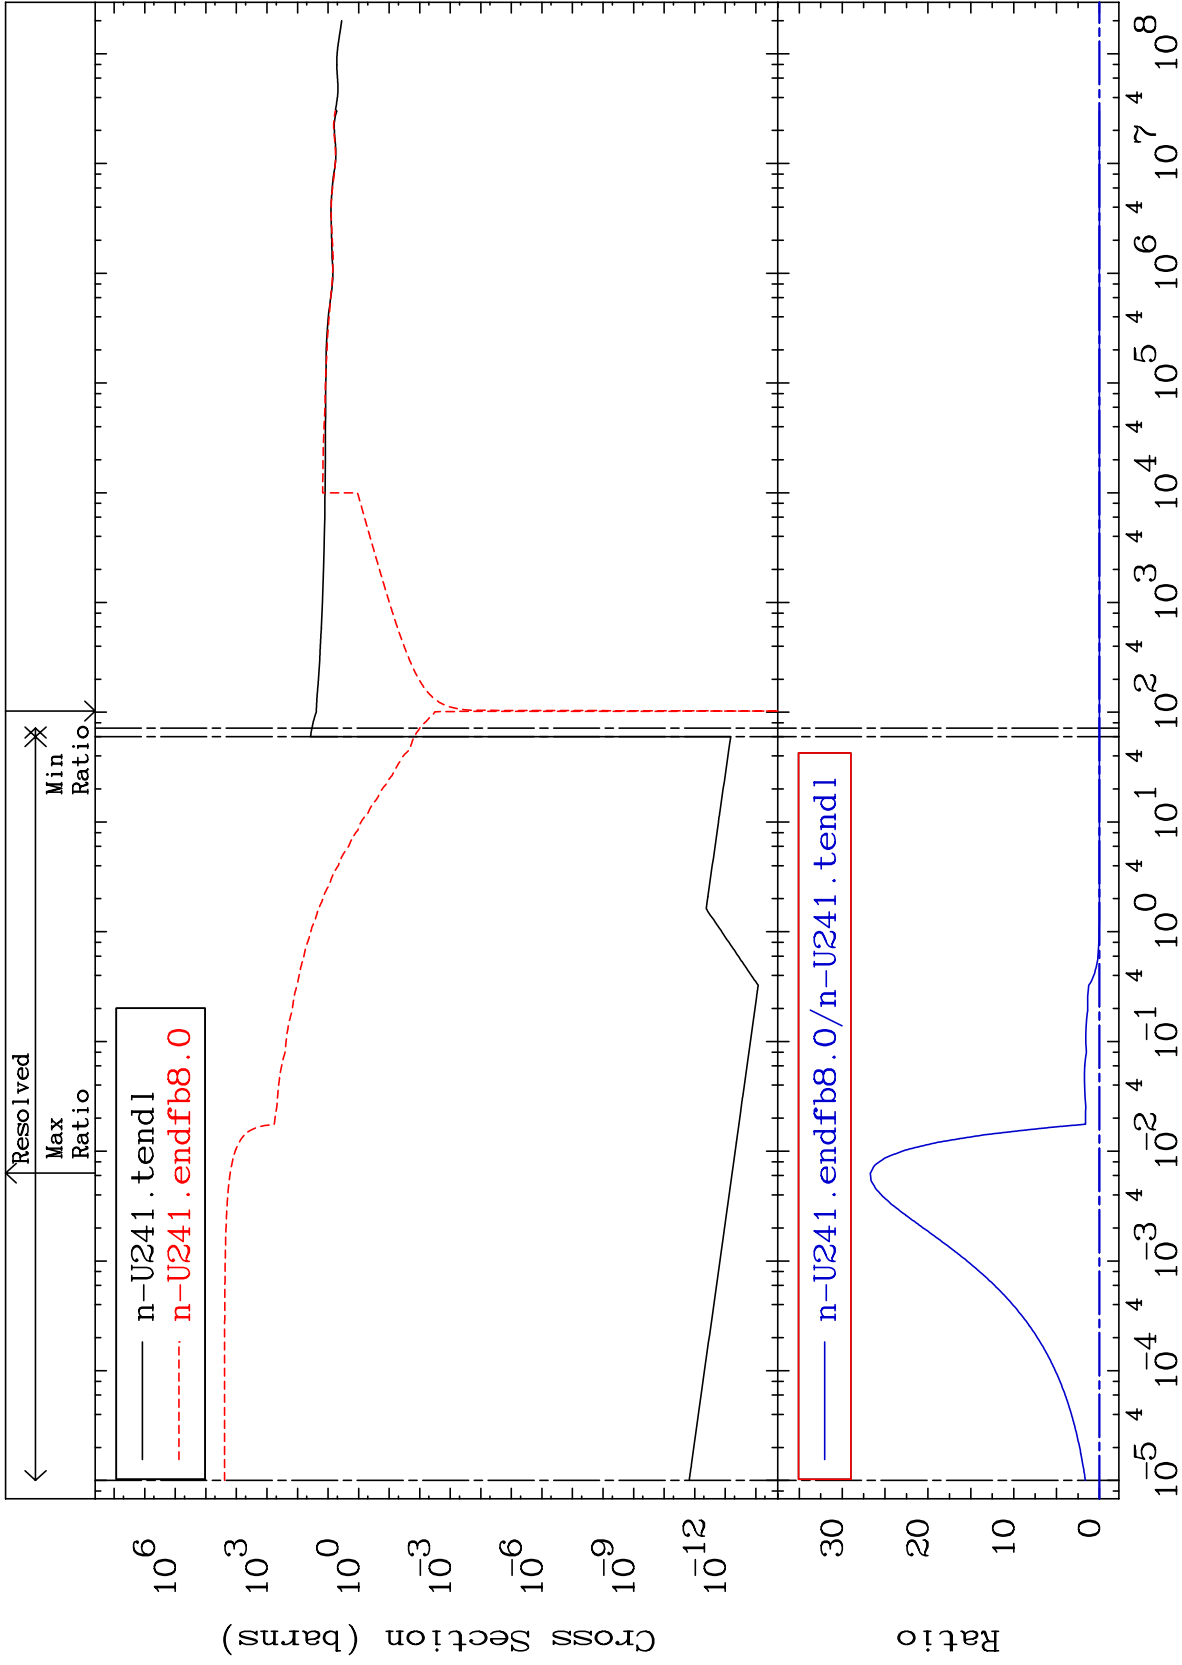 Resolved
Max
Ratio
Min
Ratio
n-U241.tendl
n-U241.endfb8.0
10^6
10^3
10^0
10^-3
10^-6
10^-9
10^-12
Cross Section (barns)
n-U241.endfb8.0/n-U241.tendl
30
20
10
0
Ratio
10^-5 4 10^-4 4 10^-3 4 10^-2 4 10^-1 4 10^0 4 10^1 4 10^2 4 10^3 4 10^4 4 10^5 4 10^6 4 10^7 4 10^8